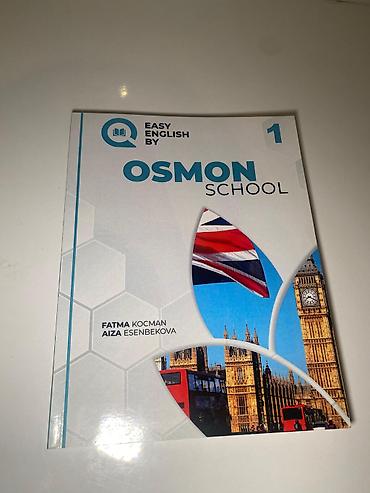 EASY
ENGLISH
BY
1
OSMON
SCHOOL
FATMA KOCMAN
AIZA ESENBEKOVA